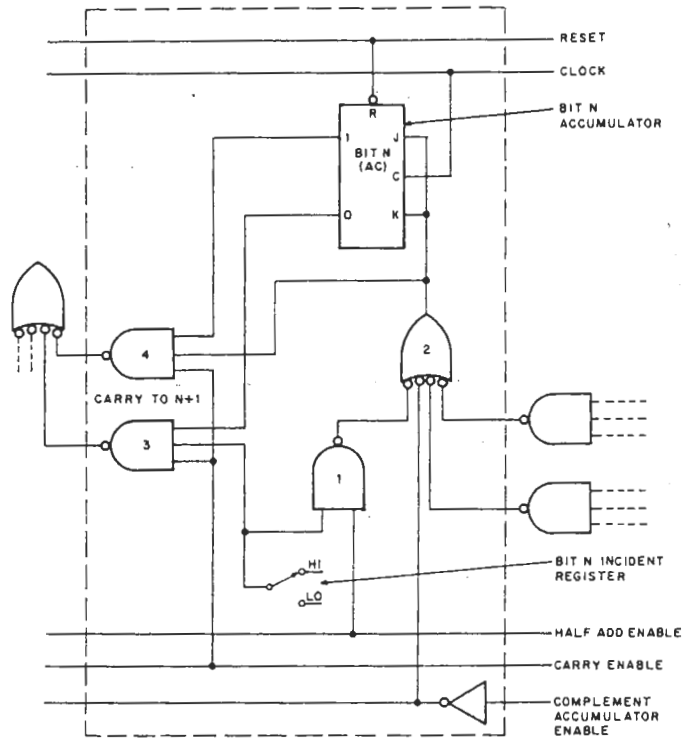 RESET
CLOCK
R
BIT N
ACCUMULATOR
1
J
BIT N
(AC)
C
O
K
4
2
CARRY TO N+1
3
1
HI
LO
BIT N INCIDENT
REGISTER
HALF ADD ENABLE
CARRY ENABLE
COMPLEMENT
ACCUMULATOR
ENABLE